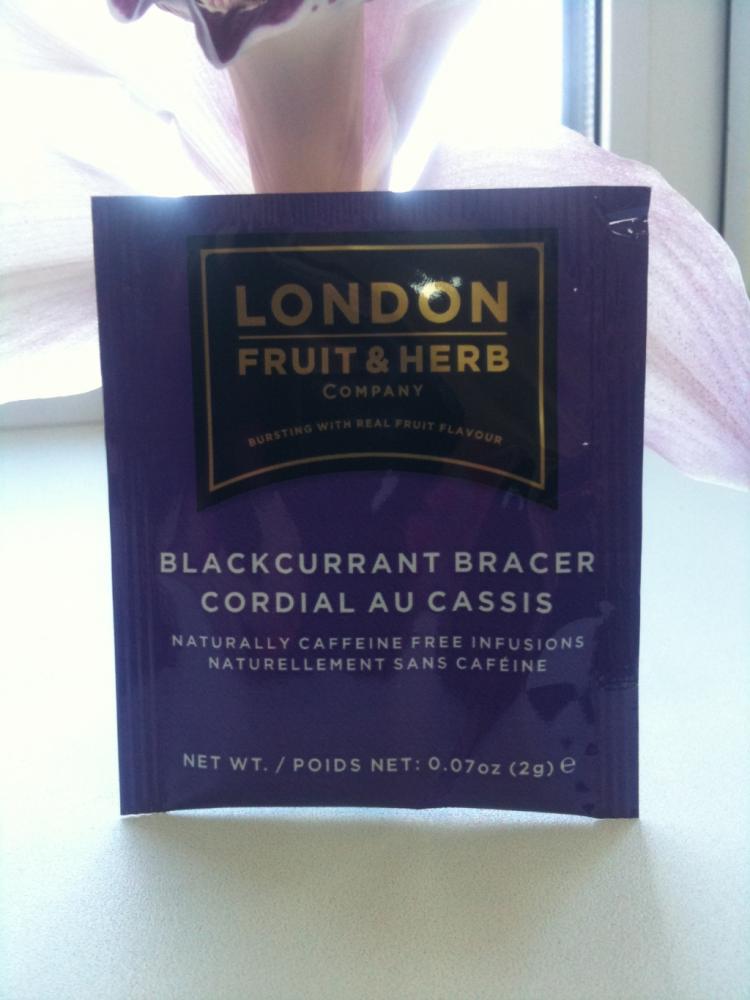 LONDON
FRUIT & HERB
COMPANY
BURSTING WITH REAL FRUIT FLAVOUR
BLACKCURRANT BRACER
CORDIAL AU CASSIS
NATURALLY CAFFEINE FREE INFUSIONS
NATURELLEMENT SANS CAFÉINE
NET WT. / POIDS NET: 0.07oz (2g) ℮